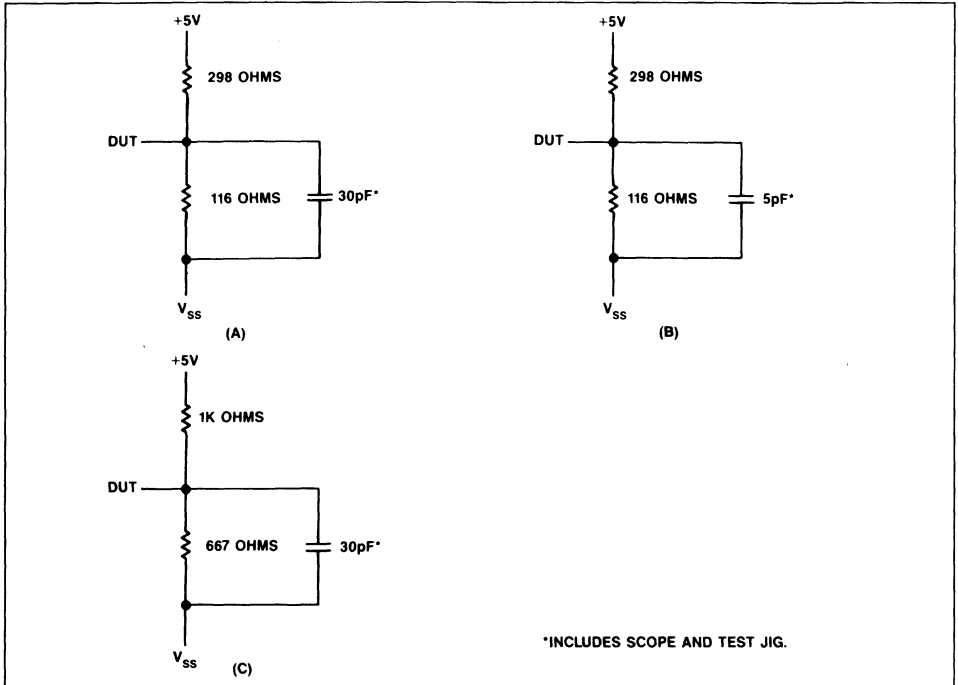 +5V
298 OHMS
DUT
116 OHMS
30pF*
VSS
(A)
+5V
298 OHMS
DUT
116 OHMS
5pF*
VSS
(B)
+5V
1K OHMS
DUT
667 OHMS
30pF*
VSS
(C)
*INCLUDES SCOPE AND TEST JIG.